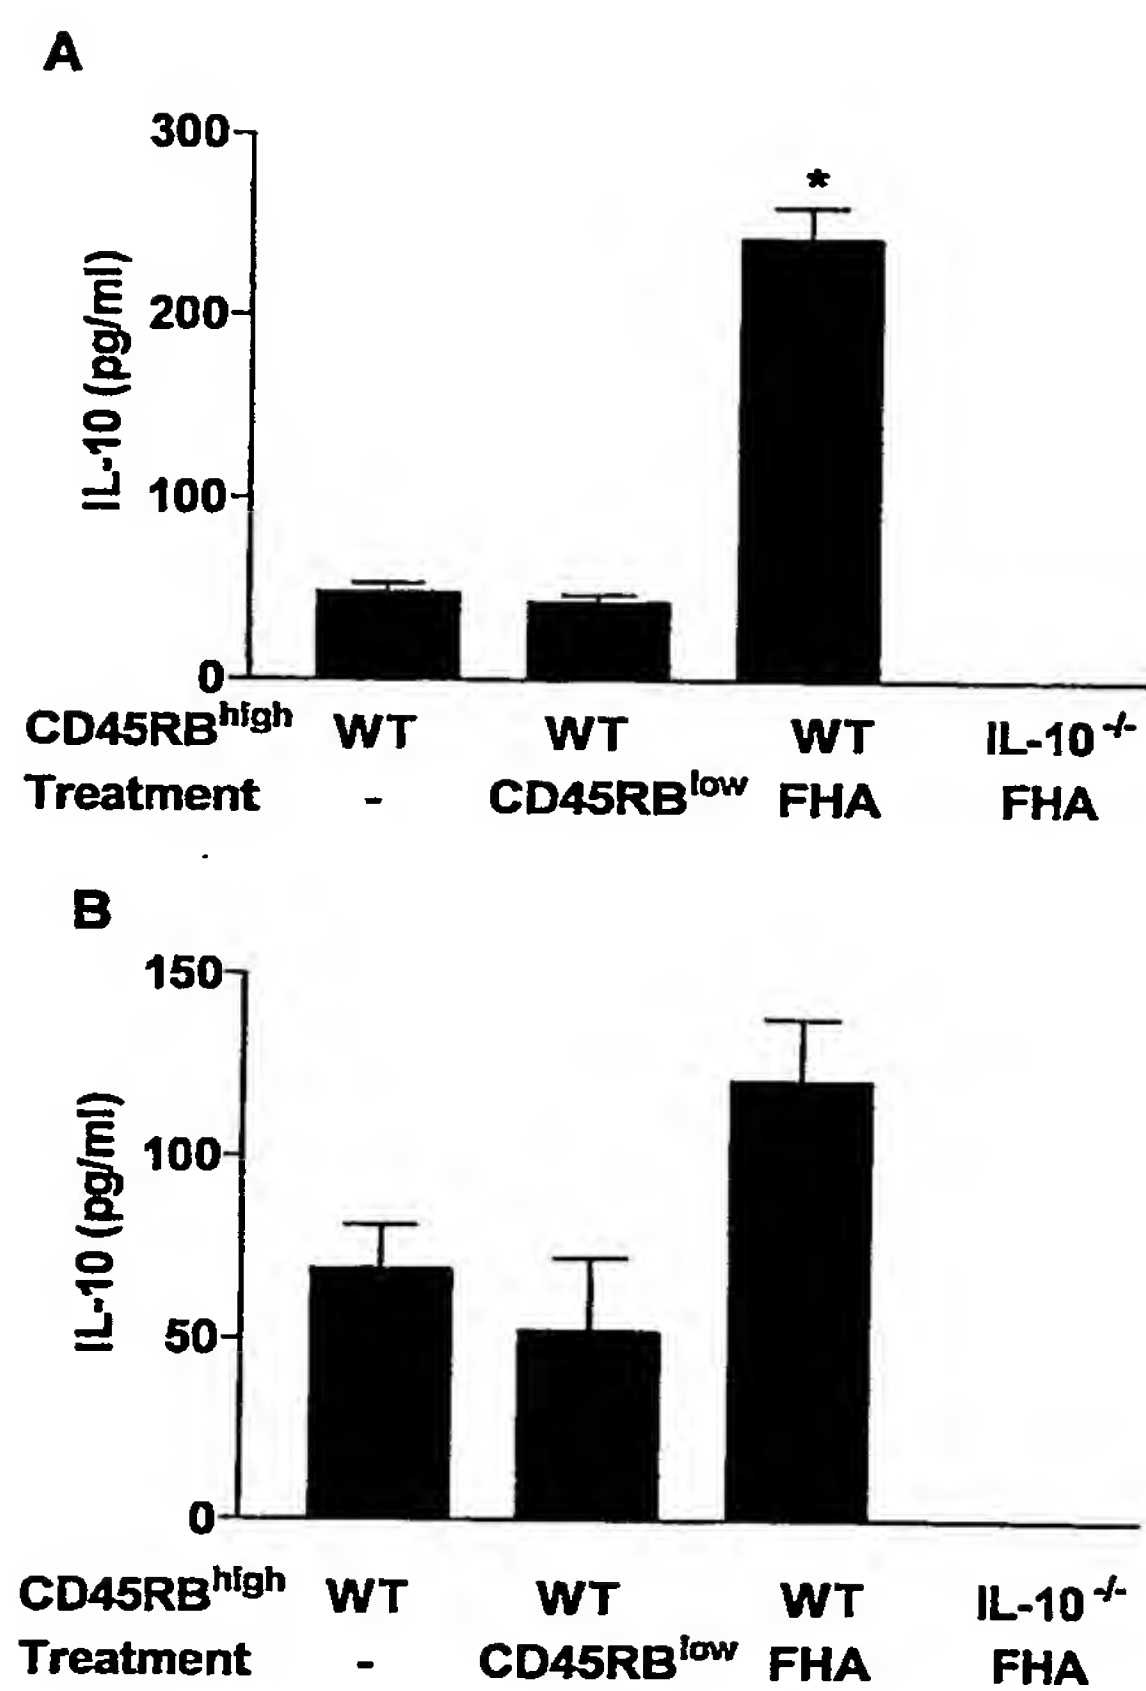 A
300
*
200
IL-10 (pg/ml)
100
0
CD45RBhigh WT WT WT IL-10-/-
Treatment - CD45RBlow FHA FHA
B
150
100
IL-10 (pg/ml)
50
0
CD45RBhigh WT WT WT IL-10-/-
Treatment - CD45RBlow FHA FHA